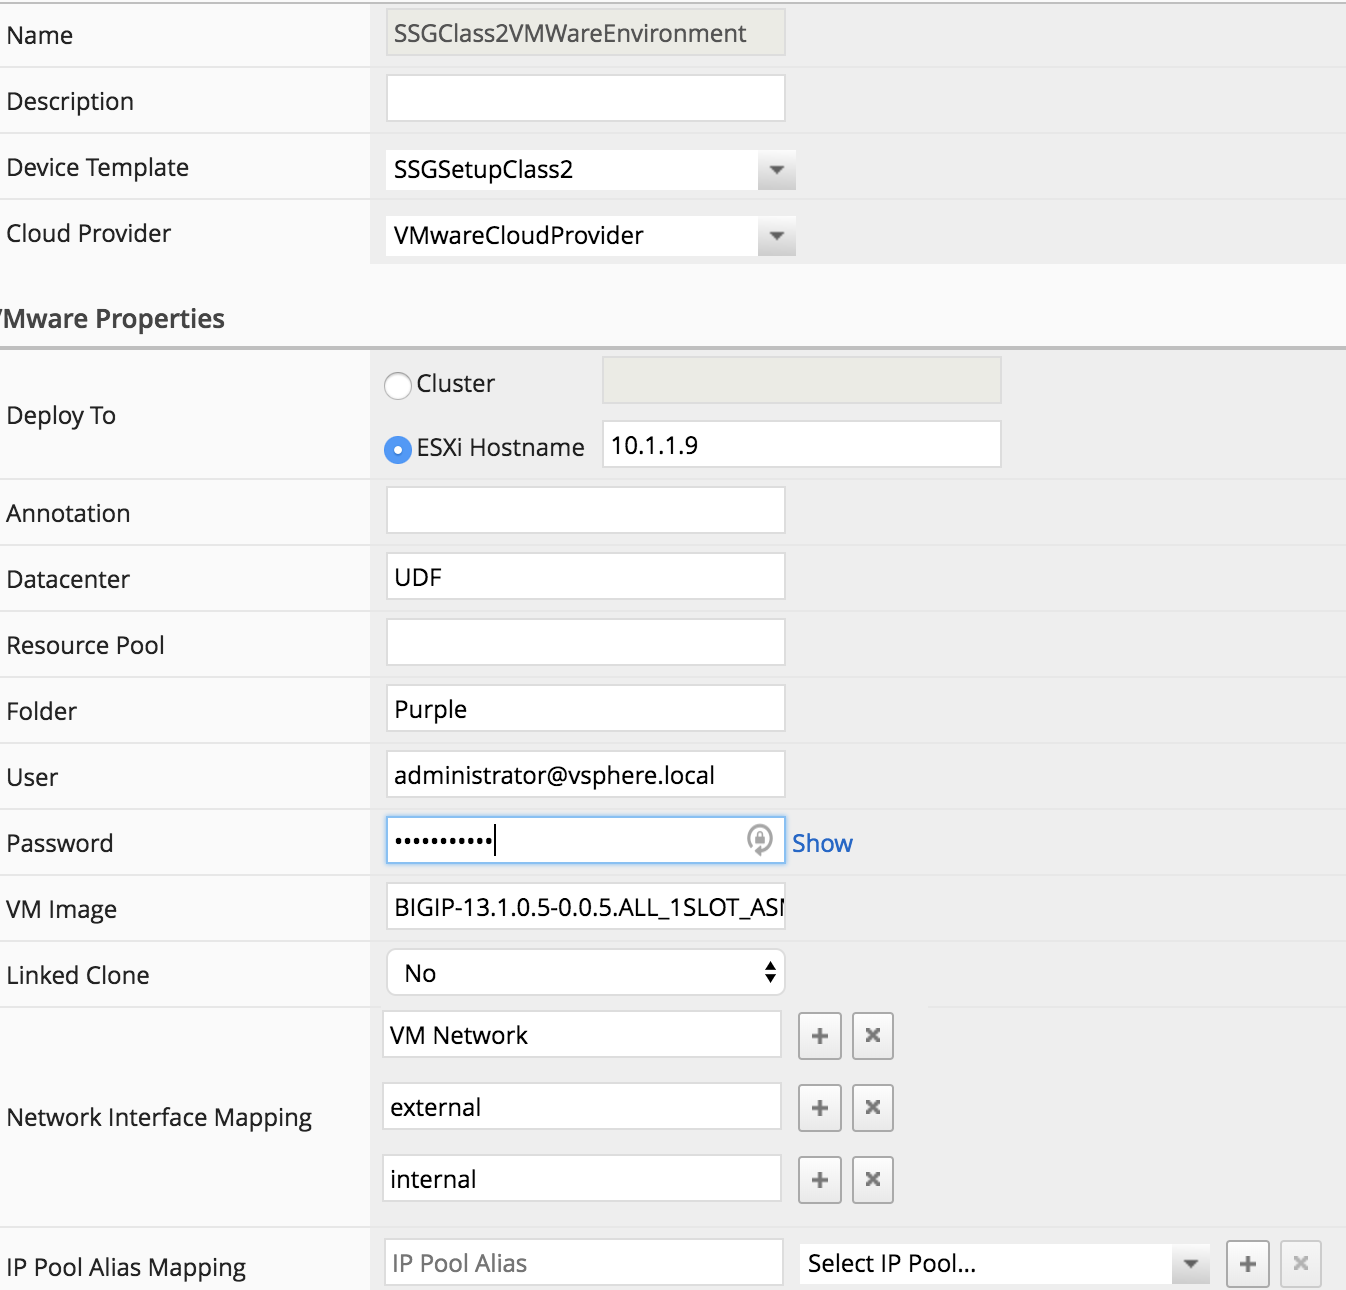 Name
SSGClass2VMWareEnvironment
Description
Device Template
SSGSetupClass2
Cloud Provider
VMwareCloudProvider
VMware Properties
Deploy To
Cluster
ESXi Hostname
10.1.1.9
Annotation
Datacenter
UDF
Resource Pool
Folder
Purple
User
administrator@vsphere.local
Password
•••••••••••
Show
VM Image
BIGIP-13.1.0.5-0.0.5.ALL_1SLOT_ASM
Linked Clone
No
Network Interface Mapping
VM Network
external
internal
IP Pool Alias Mapping
IP Pool Alias
Select IP Pool...